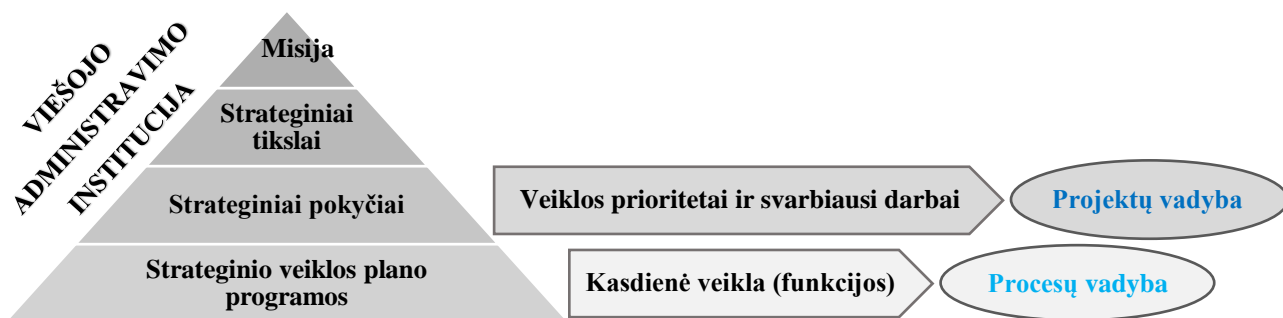 VIEŠOJO
ADMINISTRAVIMO
INSTITUCIJA
Misija
Strateginiai
tikslai
Strateginiai pokyčiai
Veiklos prioritetai ir svarbiausi darbai
Projektų vadyba
Strateginio veiklos plano
programos
Kasdienė veikla (funkcijos)
Procesų vadyba